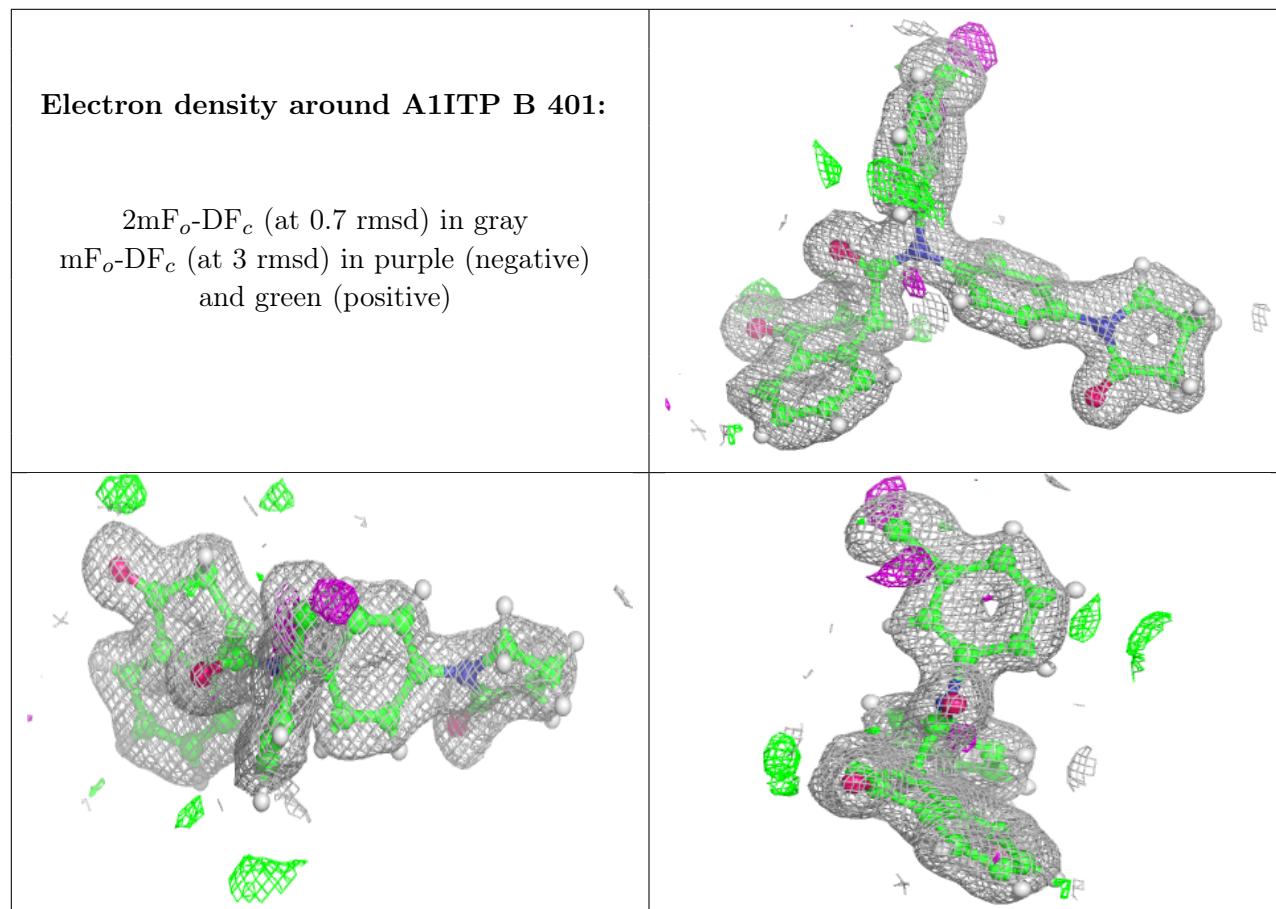 Electron density around A1ITP B 401:
2mFo-DFc (at 0.7 rmsd) in gray
mFo-DFc (at 3 rmsd) in purple (negative)
and green (positive)